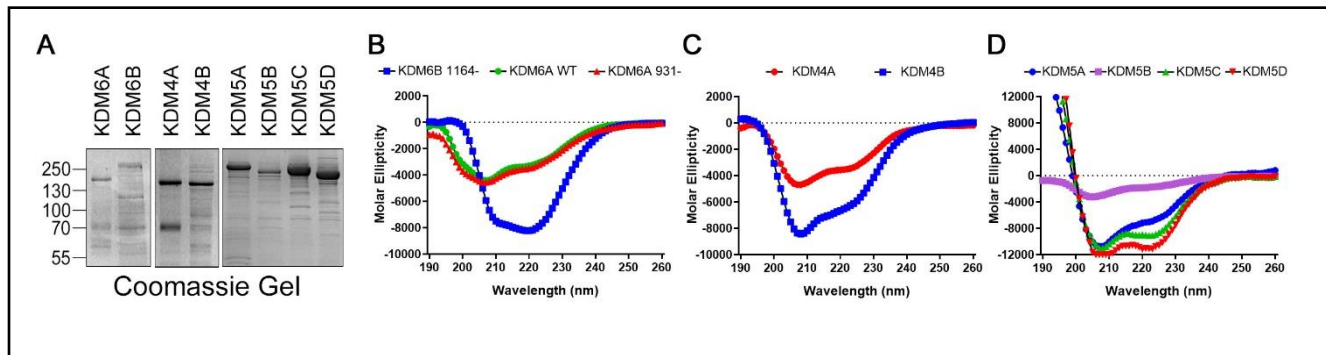 A
KDM6A
KDM6B
KDM4A
KDM4B
KDM5A
KDM5B
KDM5C
KDM5D
250
130
100
70
55
Coomassie Gel
B
KDM6B 1164- KDM6A WT KDM6A 931-
2000
0
-2000
-4000
-6000
-8000
-10000
Molar Ellipticity
190 200 210 220 230 240 250 260
Wavelength (nm)
C
KDM4A KDM4B
2000
0
-2000
-4000
-6000
-8000
-10000
Molar Ellipticity
190 200 210 220 230 240 250 260
Wavelength (nm)
D
KDM5A KDM5B KDM5C KDM5D
12000
8000
4000
0
-4000
-8000
-12000
Molar Ellipticity
190 200 210 220 230 240 250 260
Wavelength (nm)